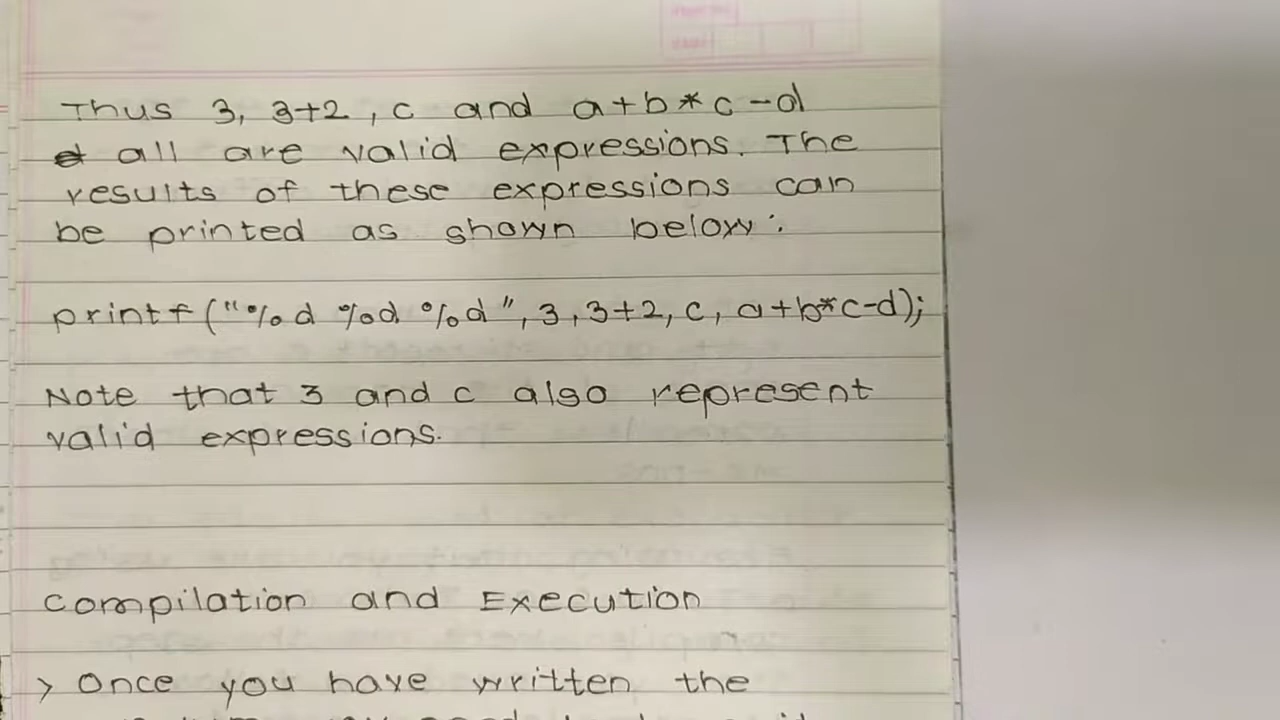 Thus 3, 3+2, c and a+b*c-d
all are valid expressions. The
results of these expressions can
be printed as shown below:
printf("%d %d %d", 3, 3+2, c, a+b*c-d);
Note that 3 and c also represent
valid expressions.
Compilation and Execution
> Once you have written the